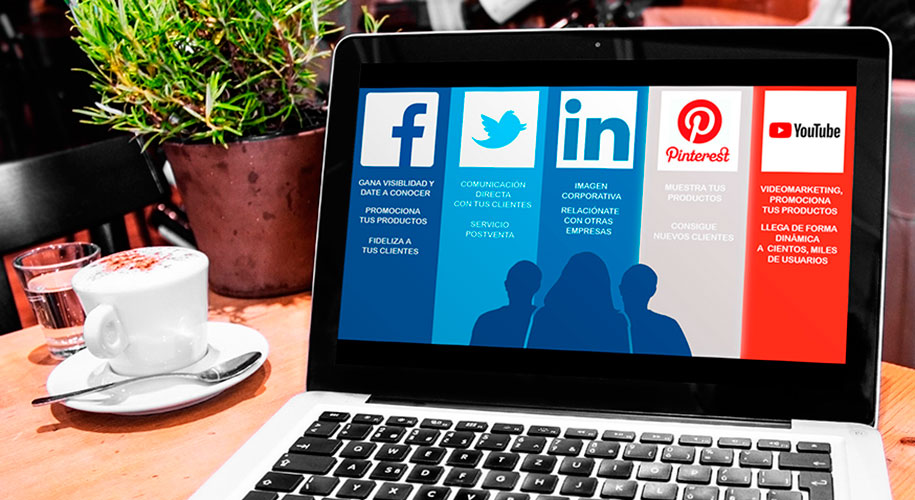 f
GANA VISIBLIDAD Y
DATE A CONOCER
PROMOCIONA
TUS PRODUCTOS
FIDELIZA A
TUS CLIENTES
COMUNICACIÓN
DIRECTA
CON TUS CLIENTES
SERVICIO
POSTVENTA
in
IMAGEN
CORPORATIVA
RELACIÓNATE
CON OTRAS
EMPRESAS
Pinterest
MUESTRA TUS
PRODUCTOS
CONSIGUE
NUEVOS CLIENTES
YouTube
VIDEOMARKETING,
PROMOCIONA
TUS PRODUCTOS
LLEGA DE FORMA
DINÁMICA
A CIENTOS, MILES
DE USUARIOS